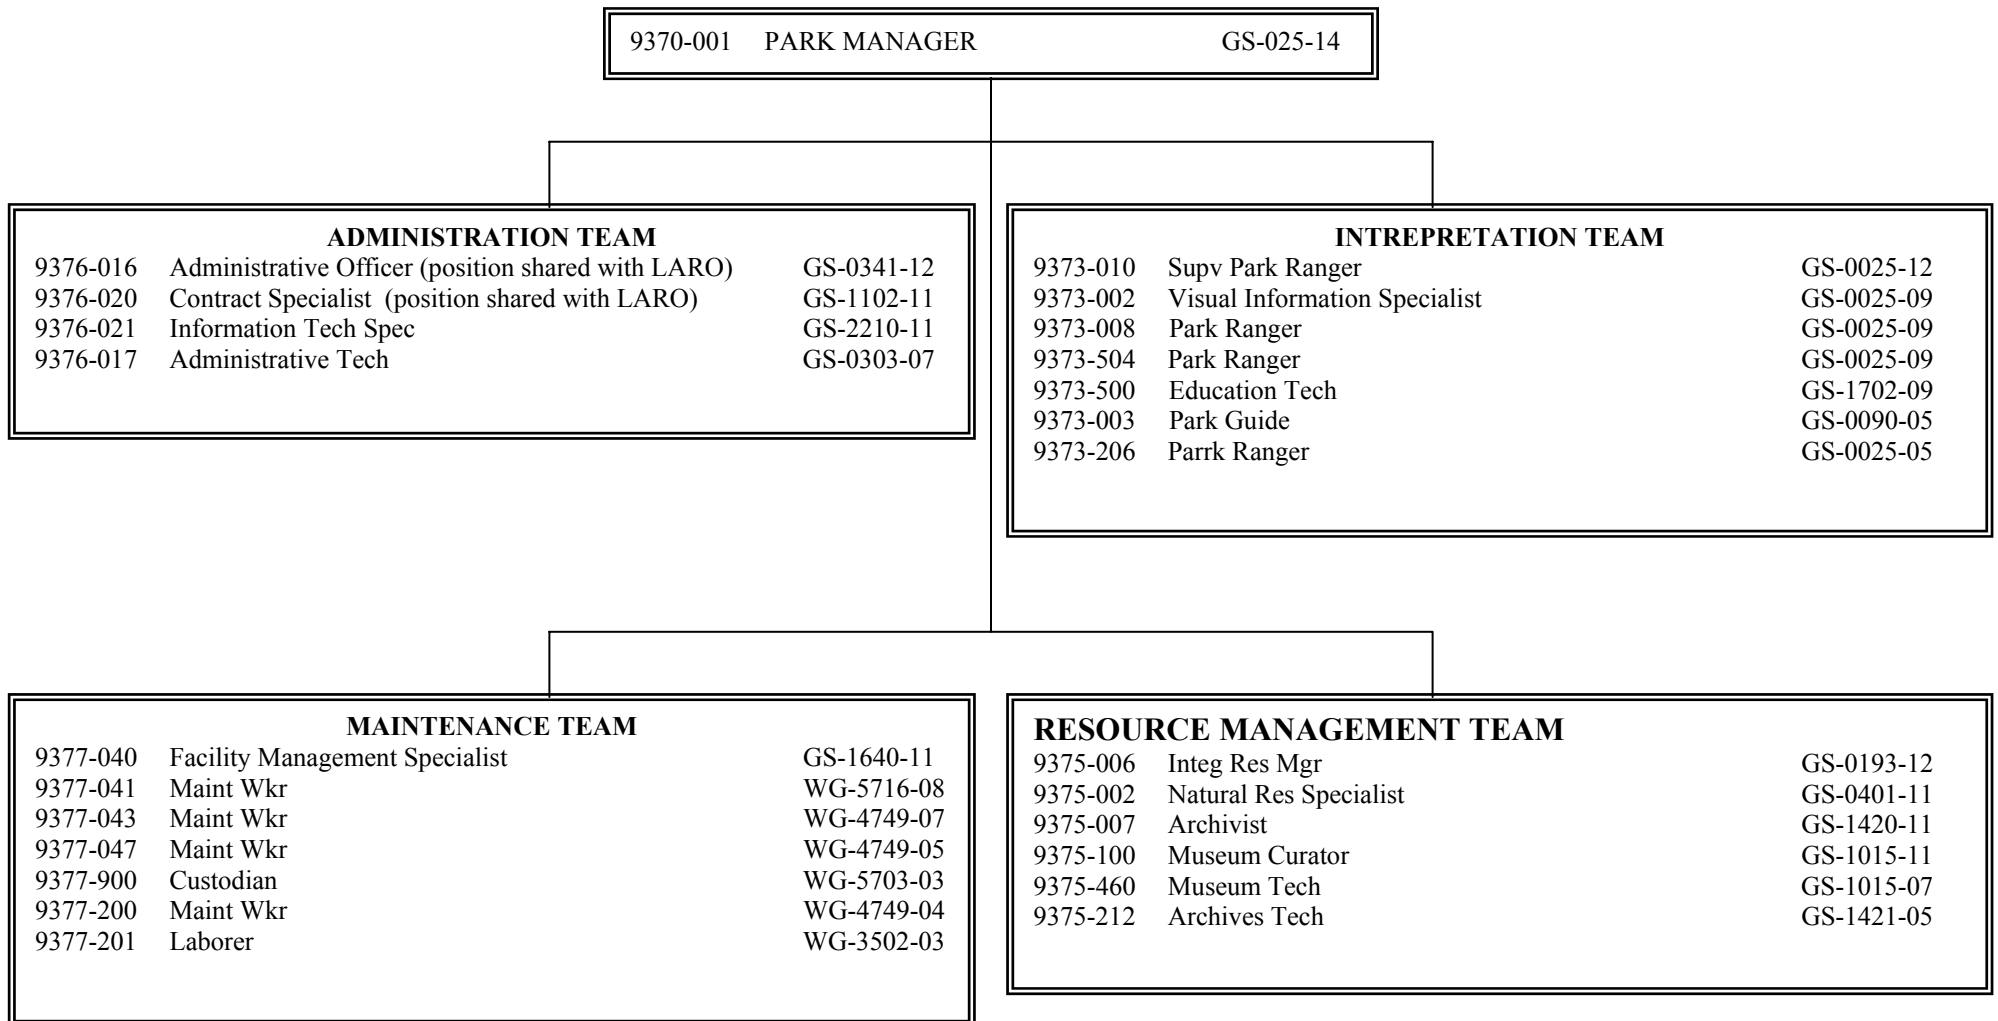 9370-001 PARK MANAGER GS-025-14
ADMINISTRATION TEAM
9376-016 Administrative Officer (position shared with LARO) GS-0341-12
9376-020 Contract Specialist (position shared with LARO) GS-1102-11
9376-021 Information Tech Spec GS-2210-11
9376-017 Administrative Tech GS-0303-07
INTREPRETATION TEAM
9373-010 Supv Park Ranger GS-0025-12
9373-002 Visual Information Specialist GS-0025-09
9373-008 Park Ranger GS-0025-09
9373-504 Park Ranger GS-0025-09
9373-500 Education Tech GS-1702-09
9373-003 Park Guide GS-0090-05
9373-206 Parrk Ranger GS-0025-05
MAINTENANCE TEAM
9377-040 Facility Management Specialist GS-1640-11
9377-041 Maint Wkr WG-5716-08
9377-043 Maint Wkr WG-4749-07
9377-047 Maint Wkr WG-4749-05
9377-900 Custodian WG-5703-03
9377-200 Maint Wkr WG-4749-04
9377-201 Laborer WG-3502-03
RESOURCE MANAGEMENT TEAM
9375-006 Integ Res Mgr GS-0193-12
9375-002 Natural Res Specialist GS-0401-11
9375-007 Archivist GS-1420-11
9375-100 Museum Curator GS-1015-11
9375-460 Museum Tech GS-1015-07
9375-212 Archives Tech GS-1421-05